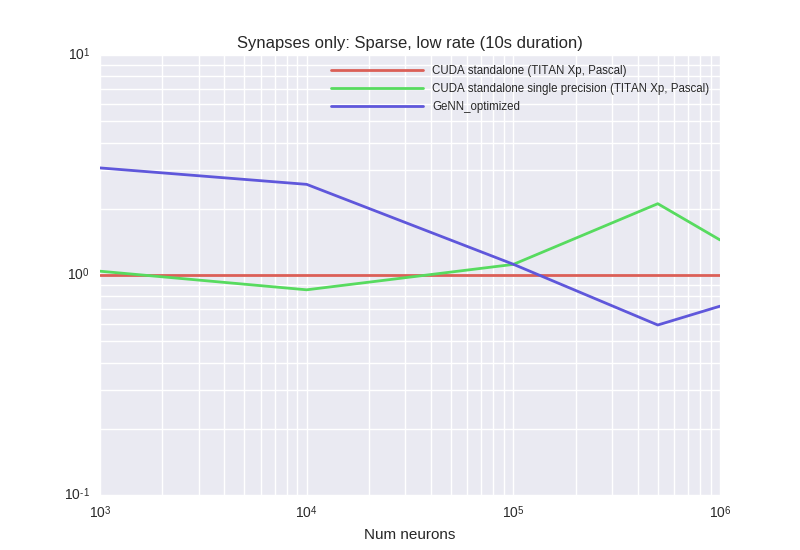 Synapses only: Sparse, low rate (10s duration)
10¹
CUDA standalone (TITAN Xp, Pascal)
CUDA standalone single precision (TITAN Xp, Pascal)
GeNN_optimized
10⁰
10⁻¹
10³ 10⁴ 10⁵ 10⁶
Num neurons